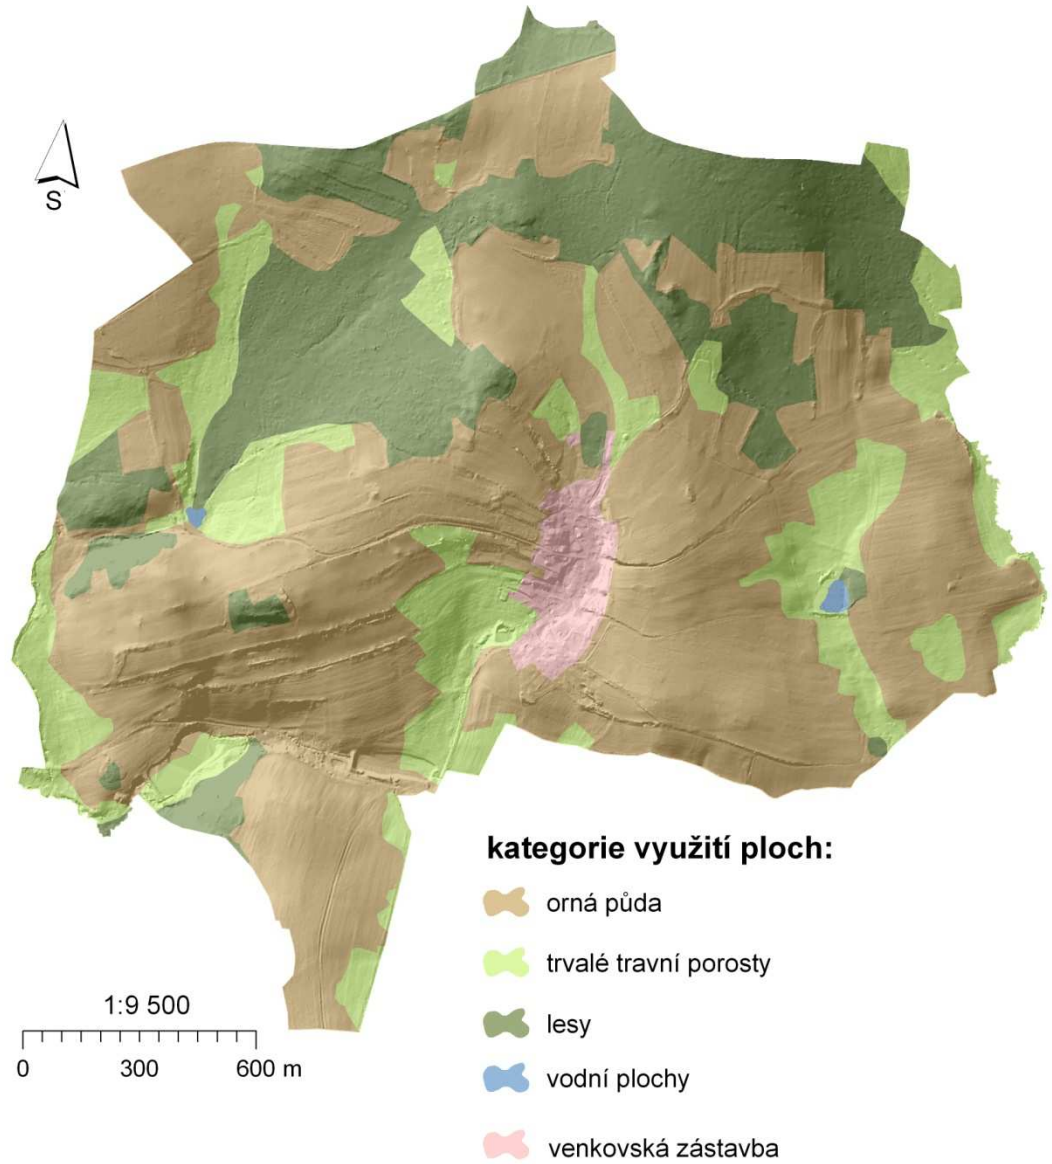 S
kategorie využití ploch:
orná půda
trvalé travní porosty
lesy
vodní plochy
venkovská zástavba
1:9 500
0 300 600 m